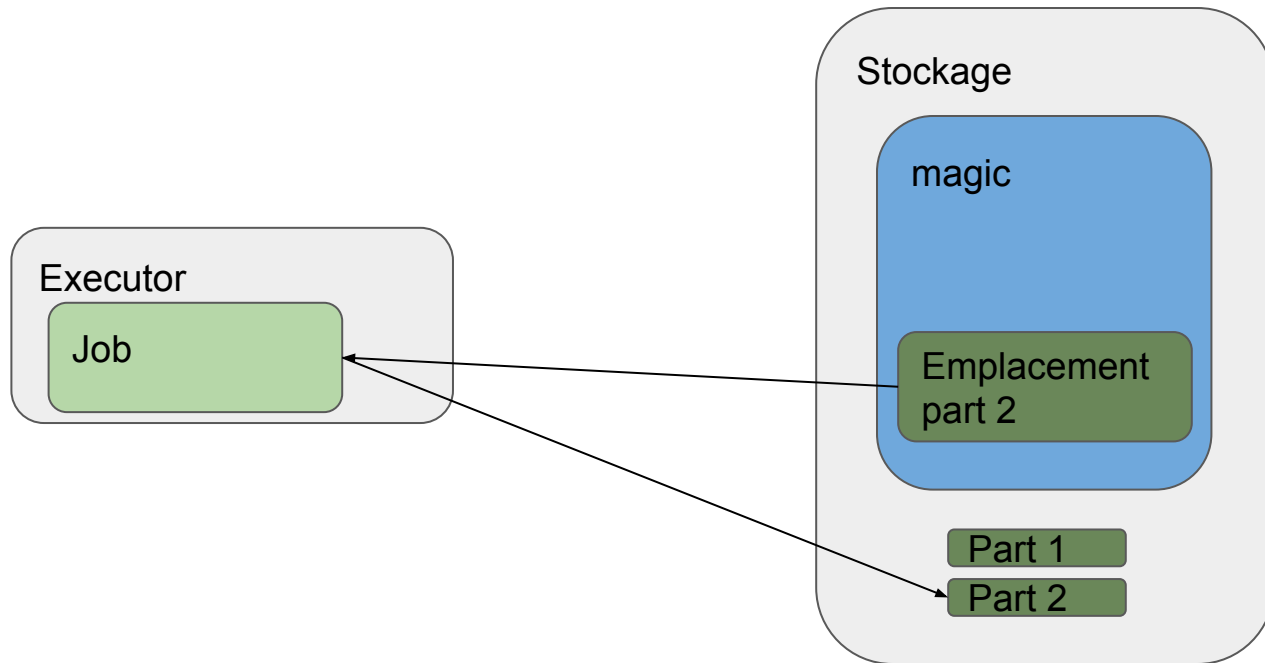 Stockage
magic
Executor
Job
Emplacement
part 2
Part 1
Part 2